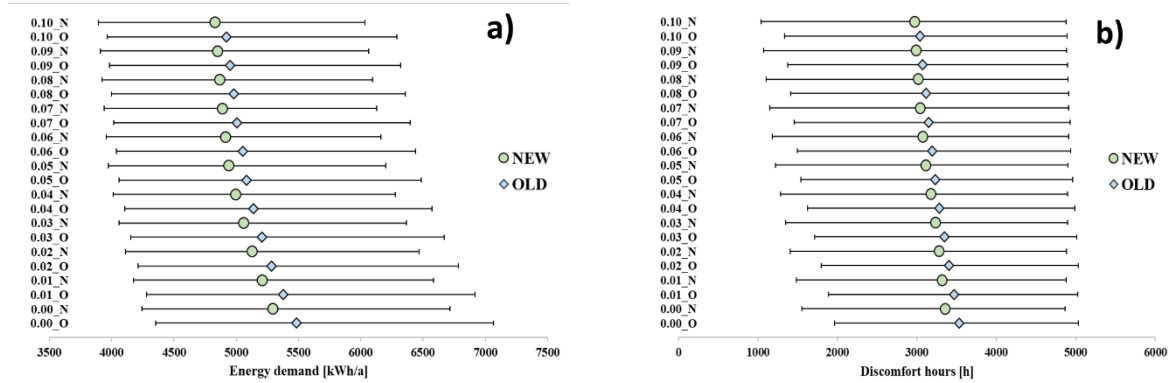 a)
0.10_N
0.10_O
0.09_N
0.09_O
0.08_N
0.08_O
0.07_N
0.07_O
0.06_N
0.06_O
0.05_N
0.05_O
0.04_N
0.04_O
0.03_N
0.03_O
0.02_N
0.02_O
0.01_N
0.01_O
0.00_N
0.00_O
NEW
OLD
3500 4000 4500 5000 5500 6000 6500 7000 7500
Energy demand [kWh/a]
b)
0.10_N
0.10_O
0.09_N
0.09_O
0.08_N
0.08_O
0.07_N
0.07_O
0.06_N
0.06_O
0.05_N
0.05_O
0.04_N
0.04_O
0.03_N
0.03_O
0.02_N
0.02_O
0.01_N
0.01_O
0.00_N
0.00_O
NEW
OLD
0 1000 2000 3000 4000 5000 6000
Discomfort hours [h]